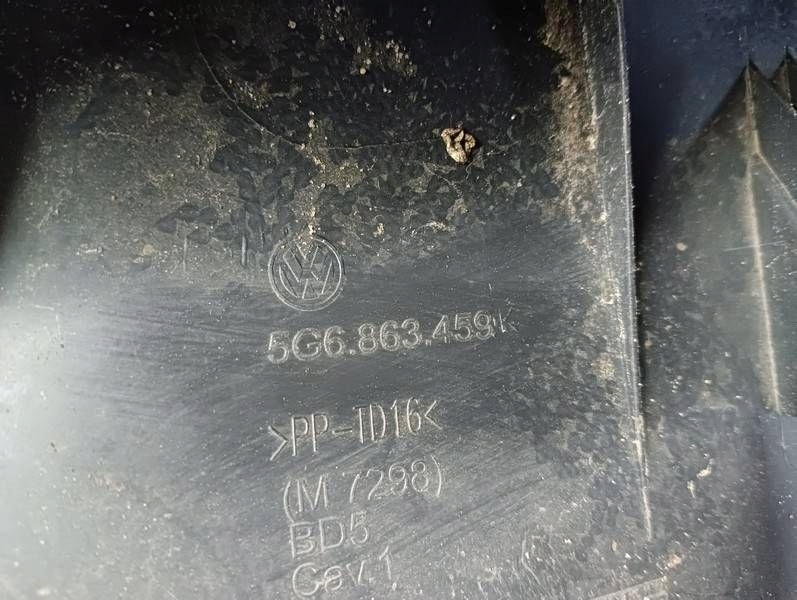 5G6.863.459K
>PP-TD16<
(M 7298)
BD5
Cav.1